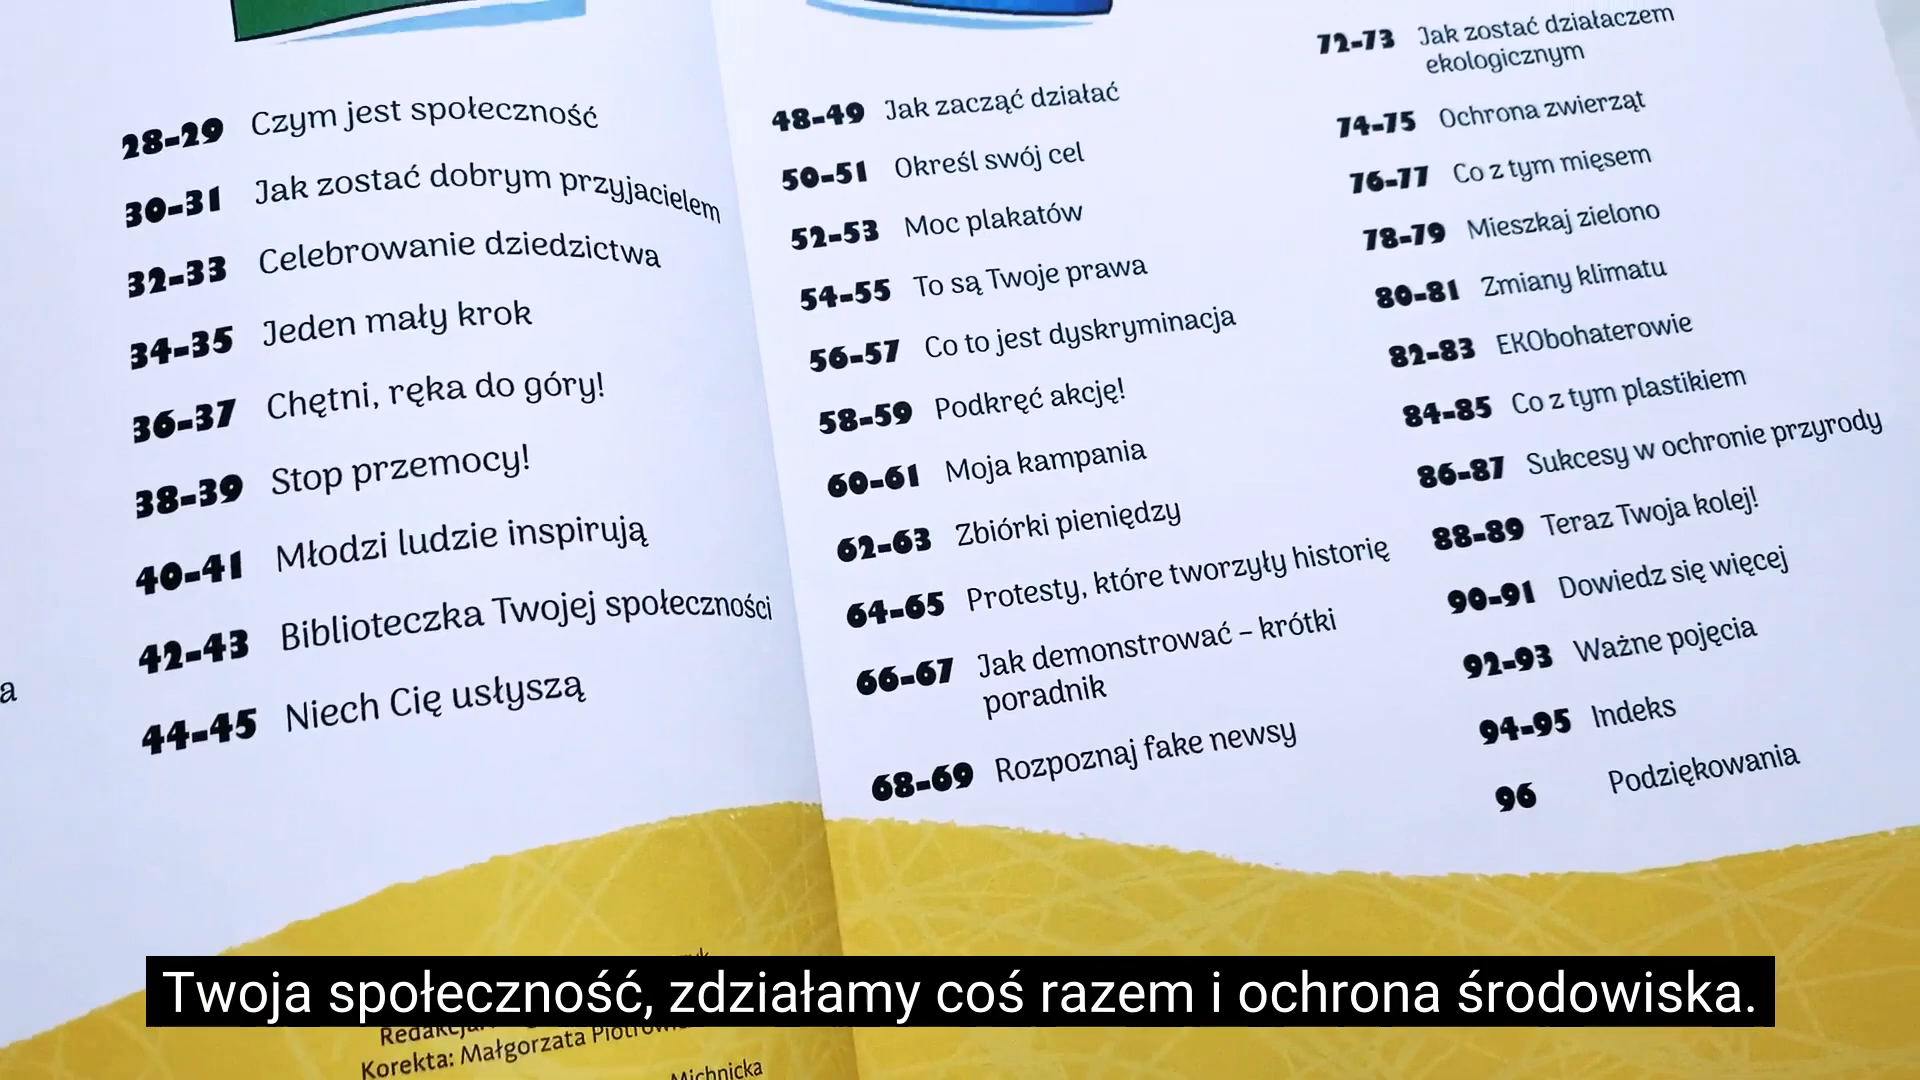 28-29 Czym jest społeczność
30-31 Jak zostać dobrym przyjacielem
32-33 Celebrowanie dziedzictwa
34-35 Jeden mały krok
36-37 Chętni, ręka do góry!
38-39 Stop przemocy!
40-41 Młodzi ludzie inspirują
42-43 Biblioteczka Twojej społeczności
44-45 Niech Cię usłyszą
48-49 Jak zacząć działać
50-51 Określ swój cel
52-53 Moc plakatów
54-55 To są Twoje prawa
56-57 Co to jest dyskryminacja
58-59 Podkręć akcję!
60-61 Moja kampania
62-63 Zbiórki pieniędzy
64-65 Protesty, które tworzyły historię
66-67 Jak demonstrować – krótki
poradnik
68-69 Rozpoznaj fake newsy
72-73 Jak zostać działaczem
ekologicznym
74-75 Ochrona zwierząt
76-77 Co z tym mięsem
78-79 Mieszkaj zielono
80-81 Zmiany klimatu
82-83 EKObohaterowie
84-85 Co z tym plastikiem
86-87 Sukcesy w ochronie przyrody
88-89 Teraz Twoja kolej!
90-91 Dowiedz się więcej
92-93 Ważne pojęcia
94-95 Indeks
96 Podziękowania
a
Korekta: Małgorzata
Michnicka
Twoja społeczność, zdziałamy coś razem i ochrona środowiska.